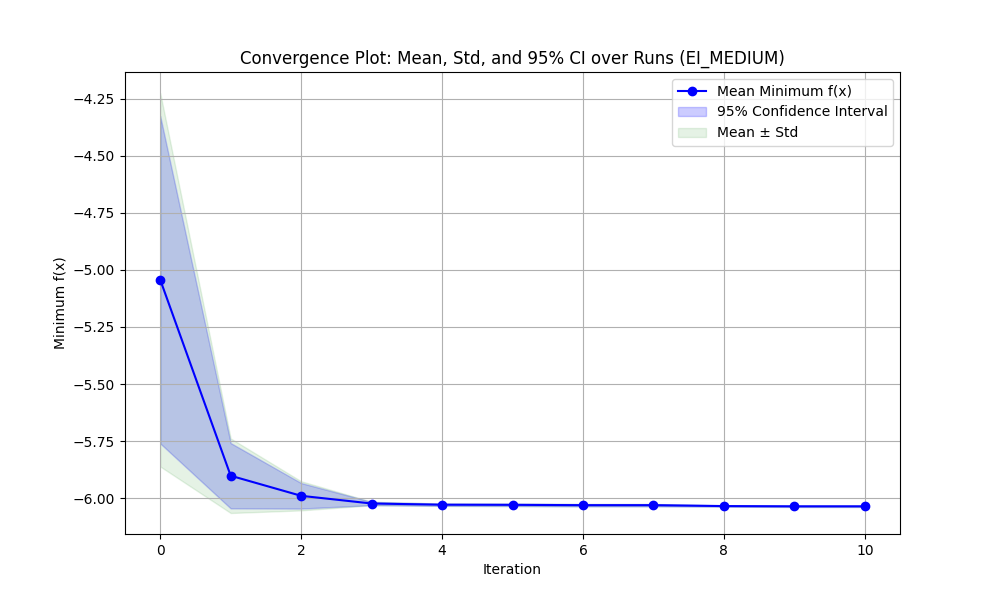 Convergence Plot: Mean, Std, and 95% CI over Runs (EI_MEDIUM)
Mean Minimum f(x)
95% Confidence Interval
Mean ± Std
Minimum f(x)
−4.25
−4.50
−4.75
−5.00
−5.25
−5.50
−5.75
−6.00
0 2 4 6 8 10
Iteration